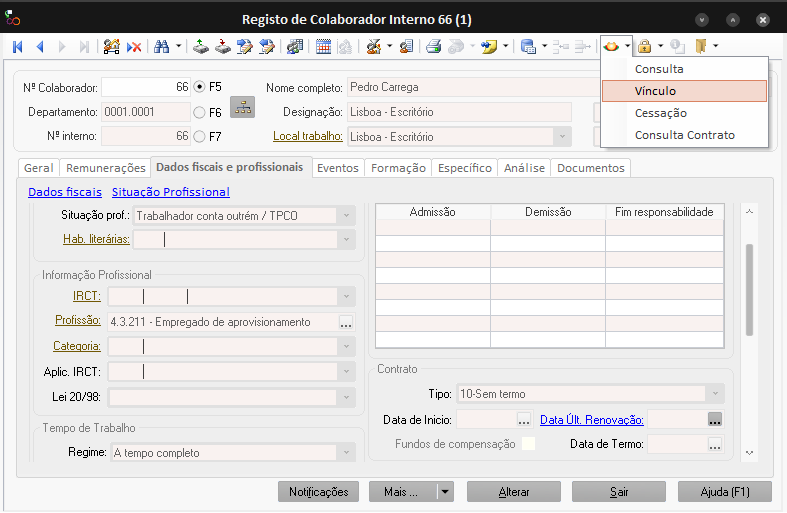 Registo de Colaborador Interno 66 (1)
Consulta
Vínculo
Cessação
Consulta Contrato
Nº Colaborador: 66 F5
Nome completo: Pedro Carrega
Departamento: 0001.0001 F6
Designação: Lisboa - Escritório
Nº interno: 66 F7
Local trabalho: Lisboa - Escritório
Geral Remunerações Dados fiscais e profissionais Eventos Formação Específico Análise Documentos
Dados fiscais Situação Profissional
Situação prof.: Trabalhador conta outrém / TPCO
Hab. literárias:
Admissão Demissão Fim responsabilidade
Informação Profissional
IRCT:
Profissão: 4.3.211 - Empregado de aprovisionamento ...
Categoria:
Aplic. IRCT:
Lei 20/98:
Contrato
Tipo: 10-Sem termo
Data de Inicio: ... Data Últ. Renovação: ...
Fundos de compensação Data de Termo: ...
Tempo de Trabalho
Regime: A tempo completo
Notificações Mais ... Alterar Sair Ajuda (F1)